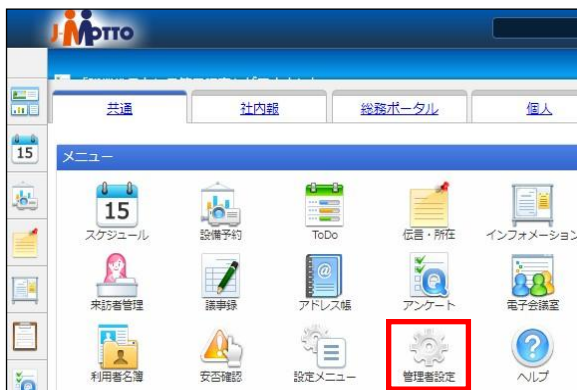 J-MOTTO
共通 社内報 総務ポータル 個人
15
メニュー
15
スケジュール 設備予約 ToDo 伝言・所在 インフォメーション
来訪者管理 議事録 アドレス帳 アンケート 電子会議室
利用者名簿 安否確認 設定メニュー 管理者設定 ヘルプ